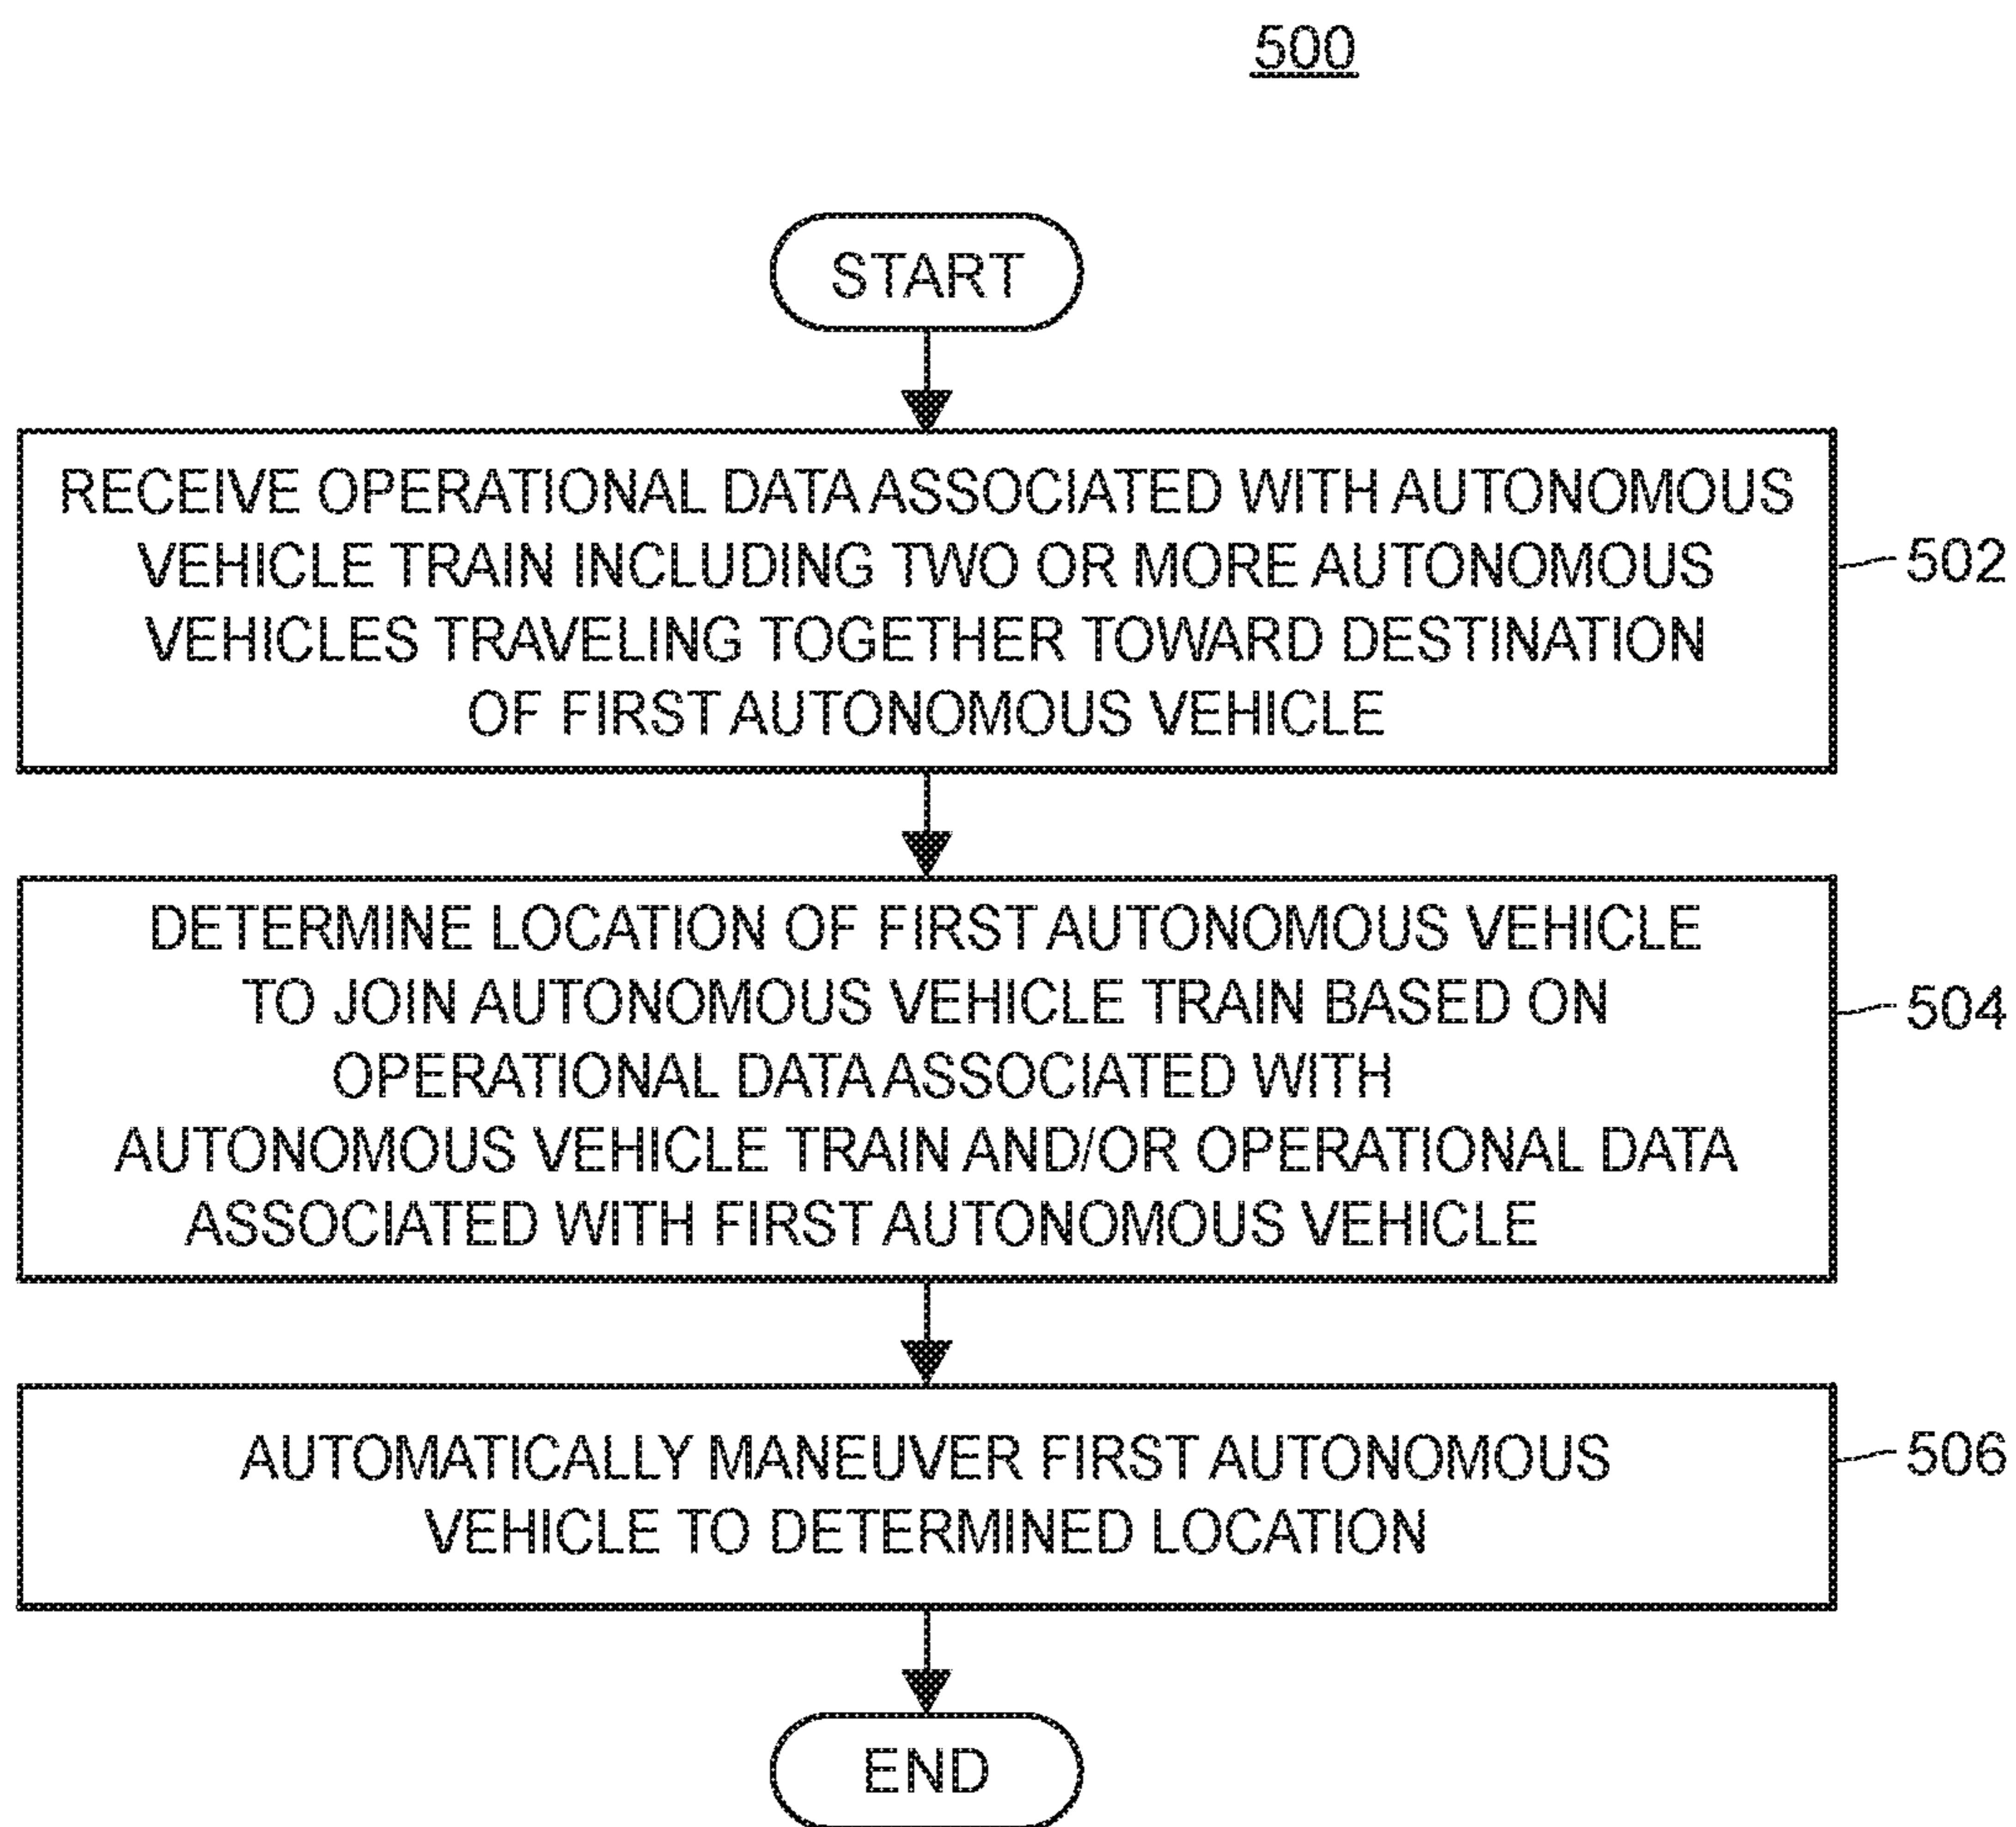 500
START
RECEIVE OPERATIONAL DATA ASSOCIATED WITH AUTONOMOUS
VEHICLE TRAIN INCLUDING TWO OR MORE AUTONOMOUS
VEHICLES TRAVELING TOGETHER TOWARD DESTINATION
OF FIRST AUTONOMOUS VEHICLE
502
DETERMINE LOCATION OF FIRST AUTONOMOUS VEHICLE
TO JOIN AUTONOMOUS VEHICLE TRAIN BASED ON
OPERATIONAL DATA ASSOCIATED WITH
AUTONOMOUS VEHICLE TRAIN AND/OR OPERATIONAL DATA
ASSOCIATED WITH FIRST AUTONOMOUS VEHICLE
504
AUTOMATICALLY MANEUVER FIRST AUTONOMOUS
VEHICLE TO DETERMINED LOCATION
506
END